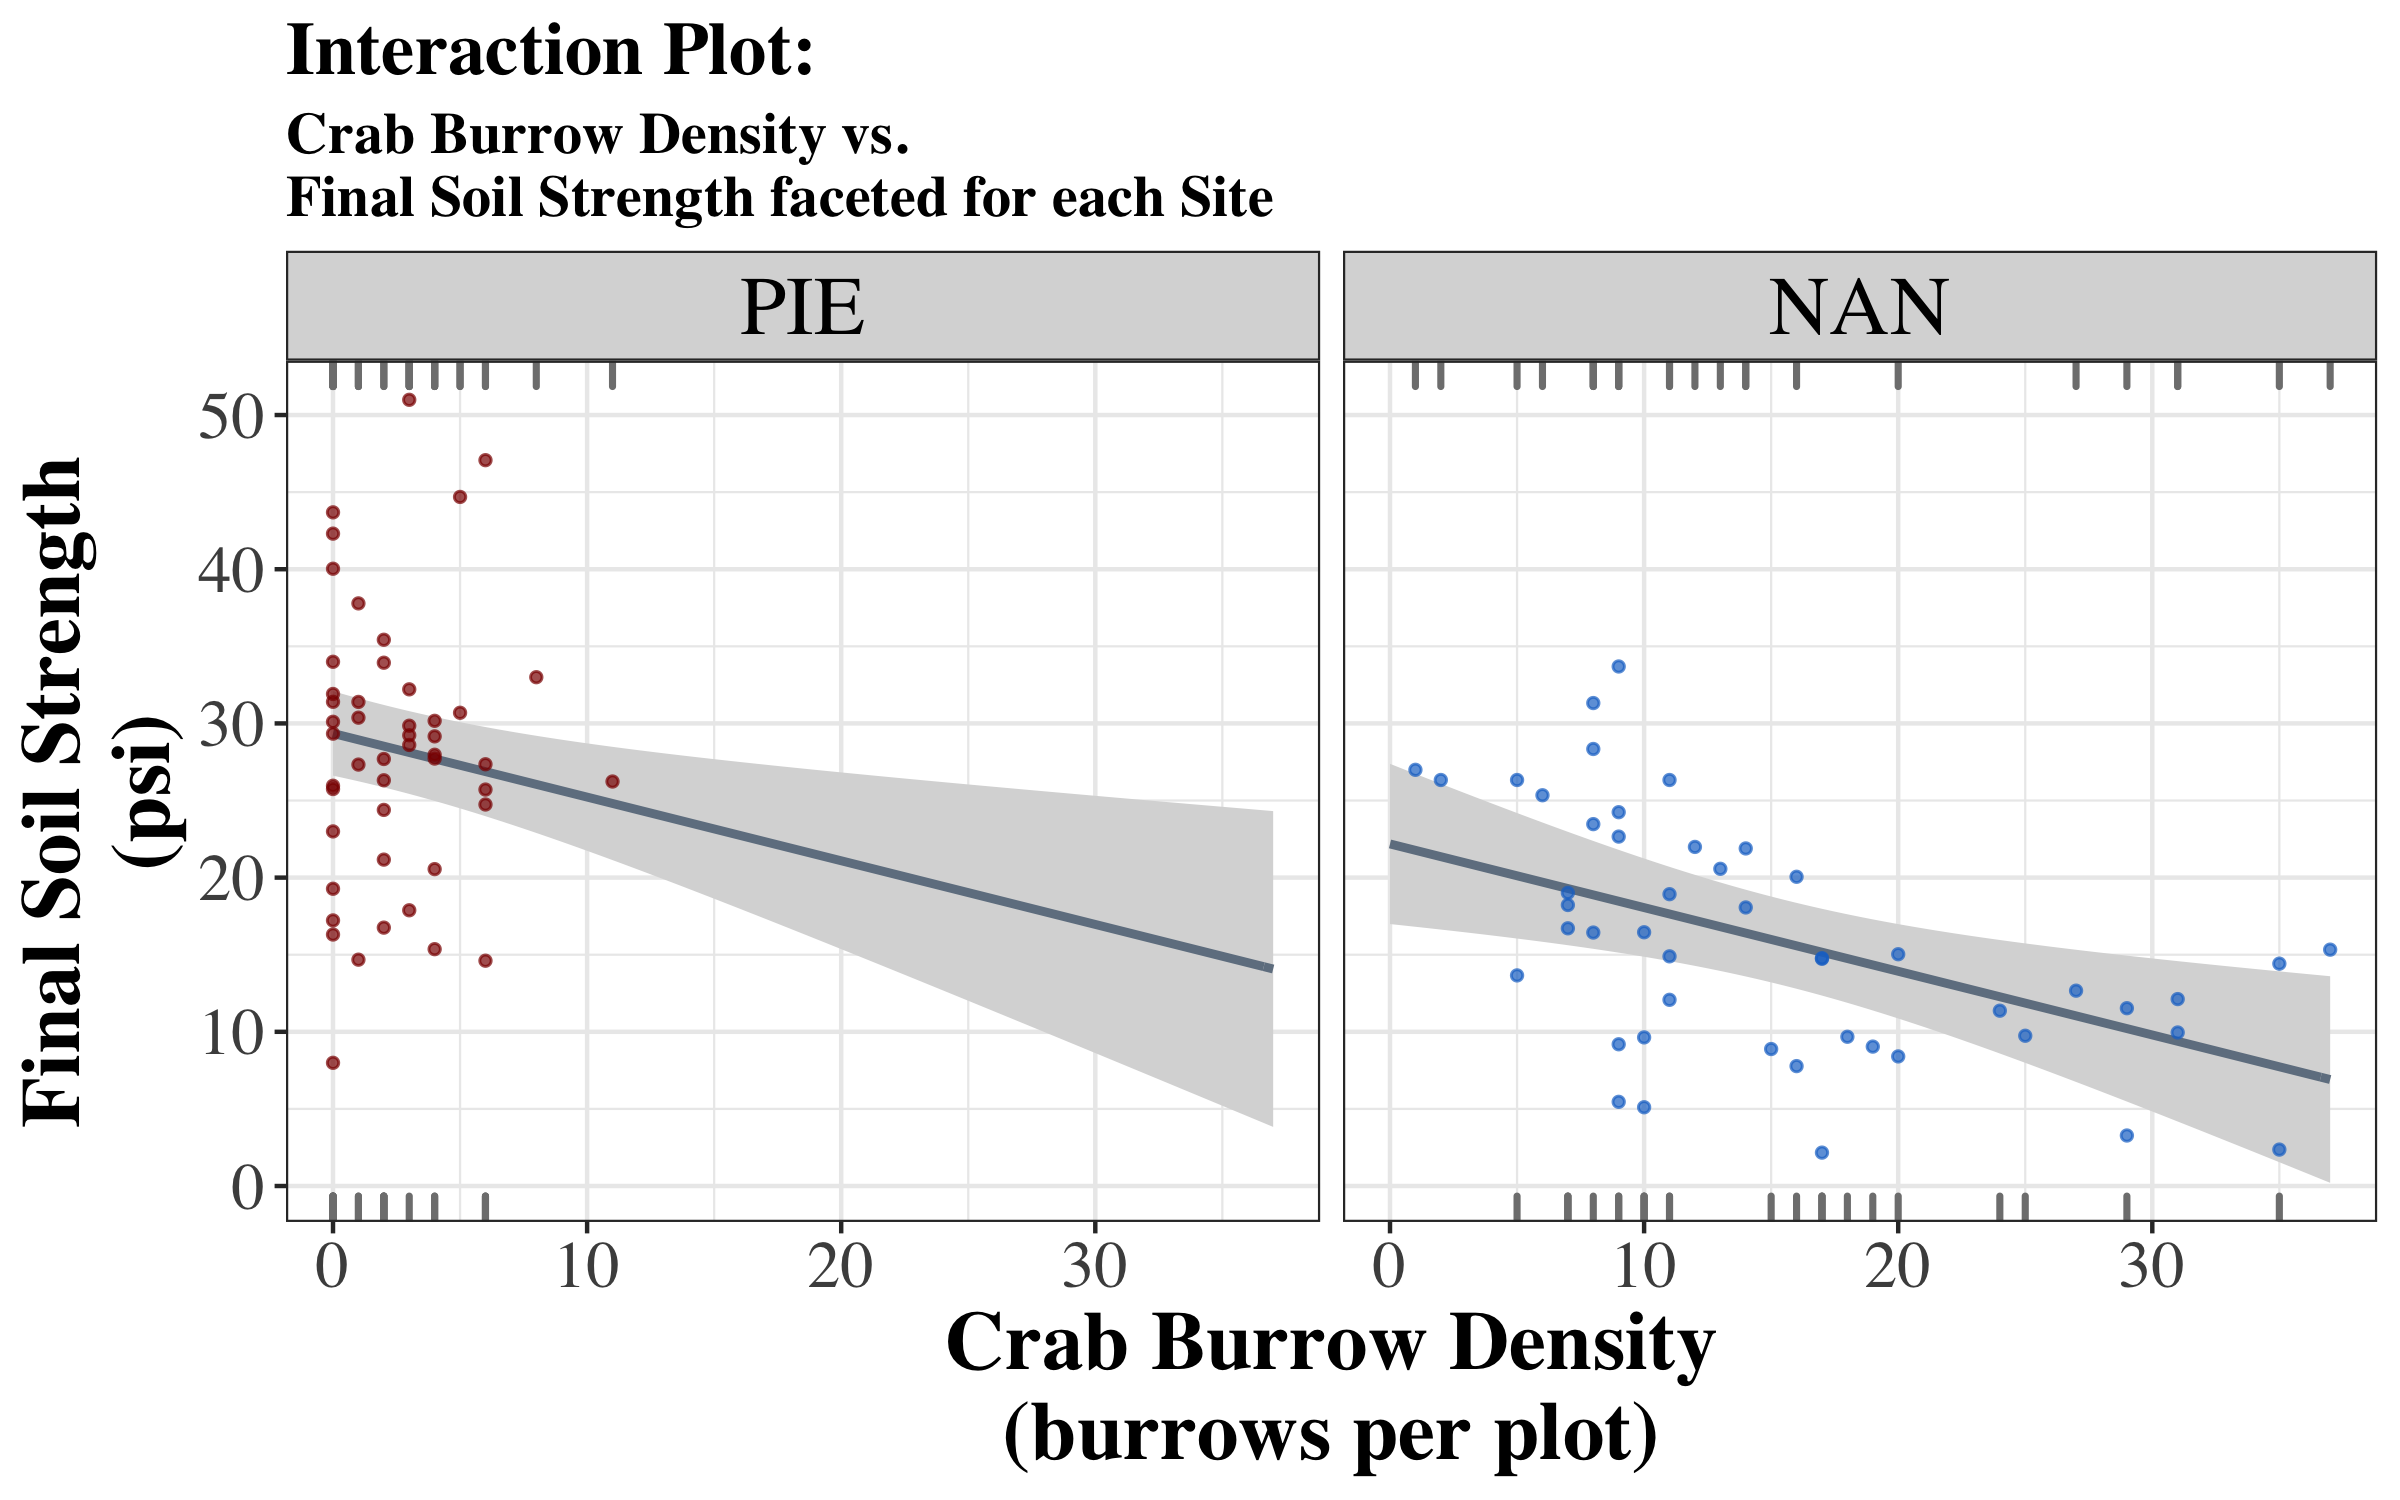 Interaction Plot:
Crab Burrow Density vs.
Final Soil Strength faceted for each Site
PIE
NAN
Final Soil Strength
(psi)
50
40
30
20
10
0
0
10
20
30
0
10
20
30
Crab Burrow Density
(burrows per plot)